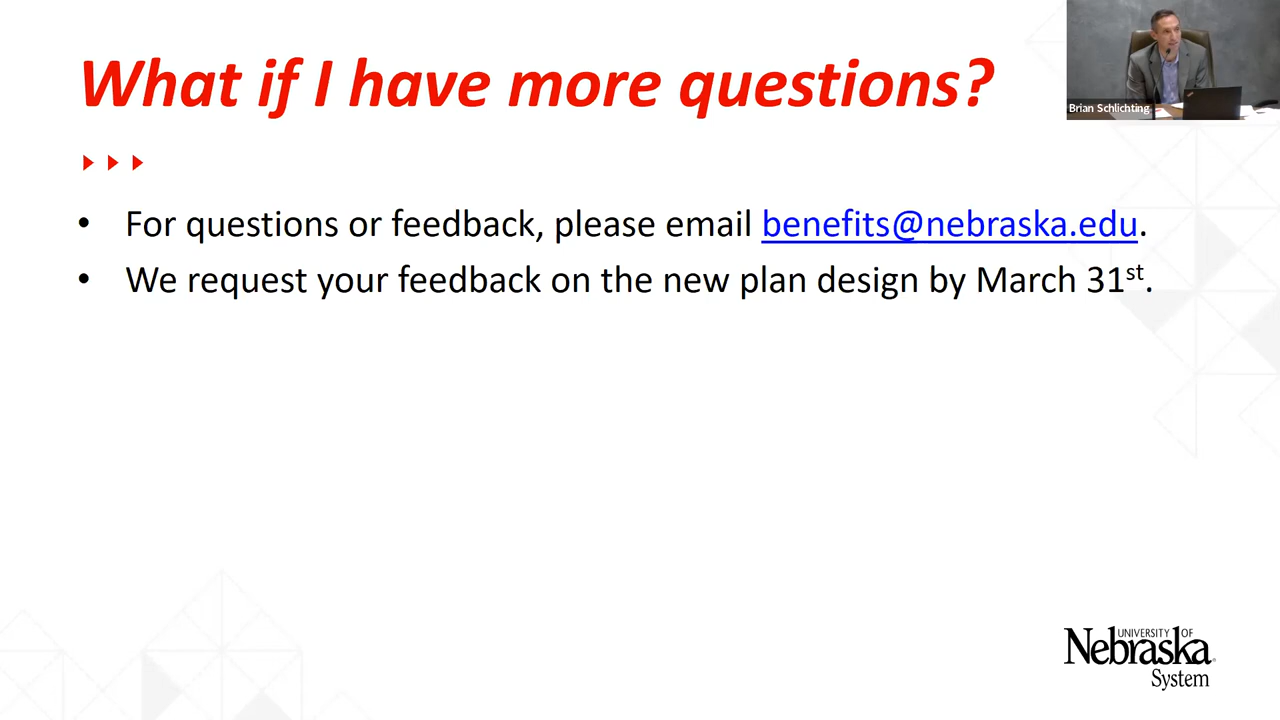 What if I have more questions?
Brian Schlichting
• For questions or feedback, please email benefits@nebraska.edu.
• We request your feedback on the new plan design by March 31st.
UNIVERSITY OF
Nebraska
System